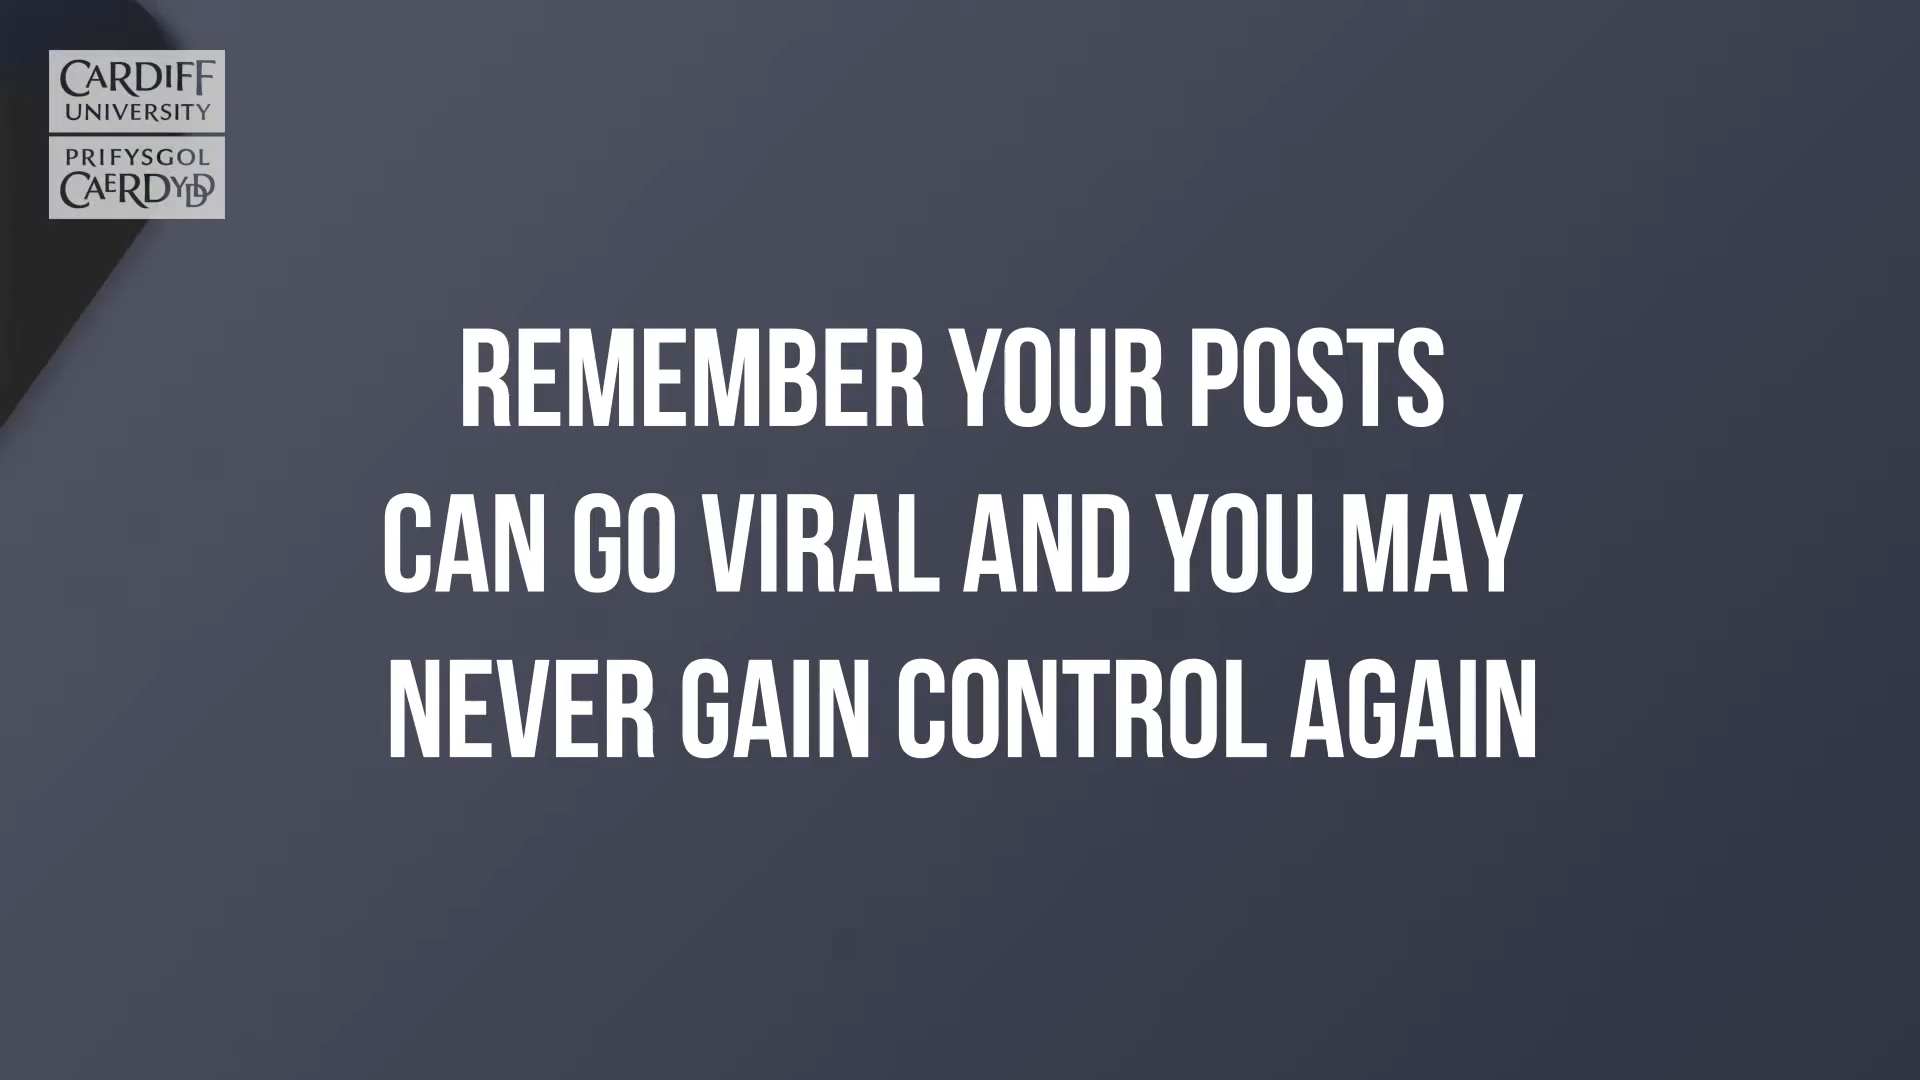 CARDIFF
UNIVERSITY
PRIFYSGOL
CAERDYDD
REMEMBER YOUR POSTS
CAN GO VIRAL AND YOU MAY
NEVER GAIN CONTROL AGAIN